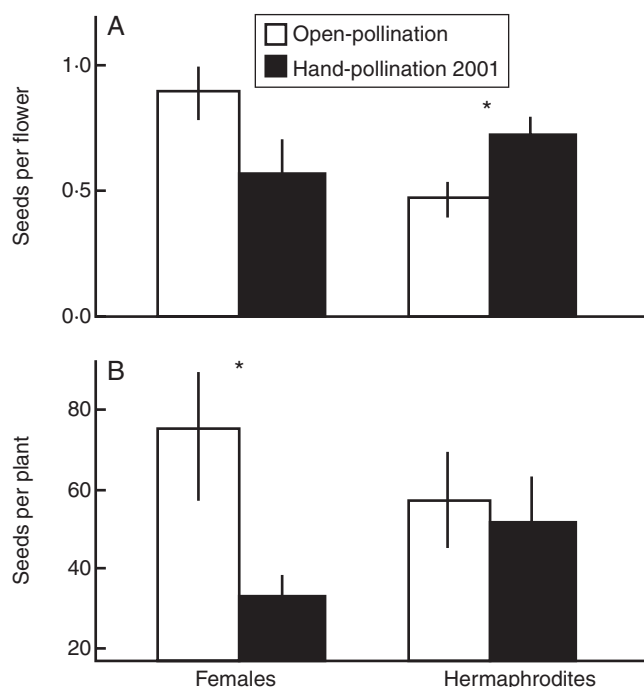 A
Open-pollination
Hand-pollination 2001
Seeds per flower
1·0
0·5
0·0
*
B
Seeds per plant
80
60
40
20
*
Females
Hermaphrodites